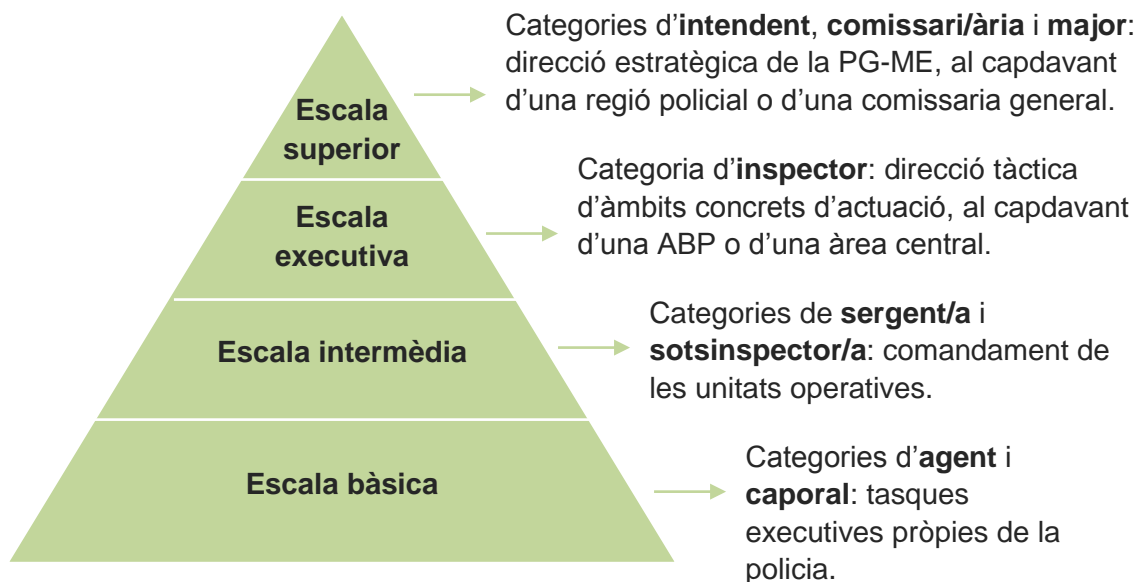 Categories d’intendent, comissari/ària i major:
direcció estratègica de la PG-ME, al capdavant
d’una regió policial o d’una comissaria general.
Escala
superior
Categoria d’inspector: direcció tàctica
d’àmbits concrets d’actuació, al capdavant
d’una ABP o d’una àrea central.
Escala
executiva
Categories de sergent/a i
sotsinspector/a: comandament de
les unitats operatives.
Escala intermèdia
Categories d’agent i
caporal: tasques
executives pròpies de la
policia.
Escala bàsica